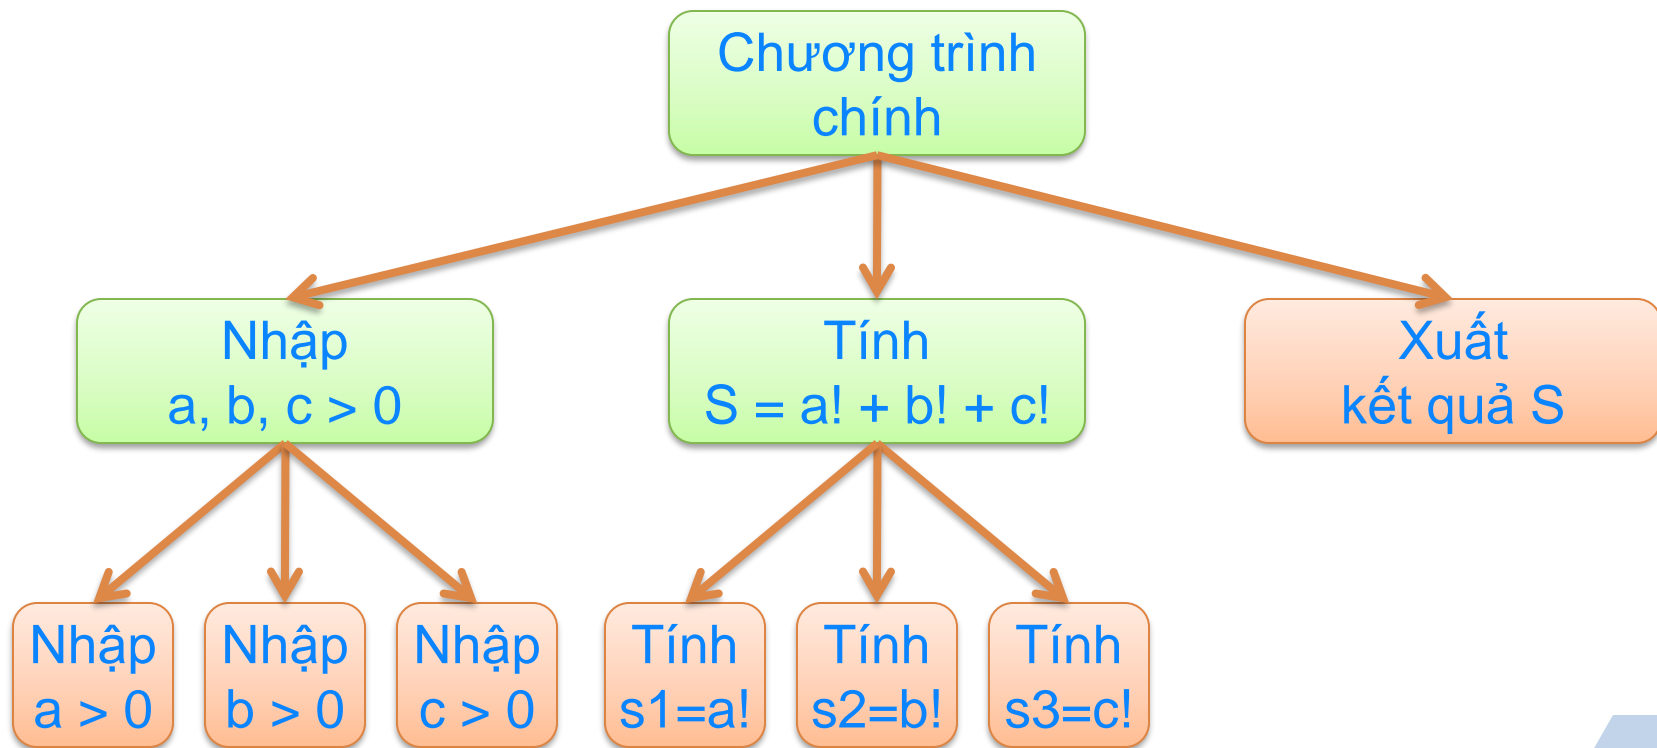 Chương trình
chính
Nhập
a, b, c > 0
Tính
S = a! + b! + c!
Xuất
kết quả S
Nhập
a > 0
Nhập
b > 0
Nhập
c > 0
Tính
s1=a!
Tính
s2=b!
Tính
s3=c!